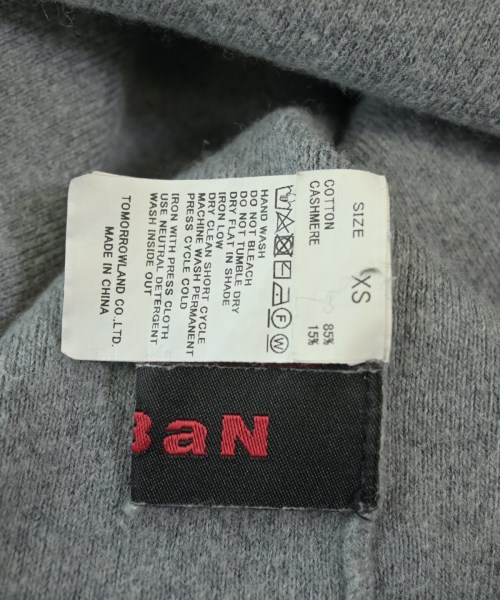 SIZE XS
COTTON 85%
CASHMERE 15%
HAND WASH
DO NOT BLEACH
DO NOT TUMBLE DRY
DRY FLAT IN SHADE
IRON LOW
DRY CLEAN SHORT CYCLE
MACHINE WASH PERMANENT
PRESS CYCLE COLD
IRON WITH PRESS CLOTH
USE NEUTRAL DETERGENT
WASH INSIDE OUT
TOMORROWLAND CO.,LTD.
MADE IN CHINA
BaN